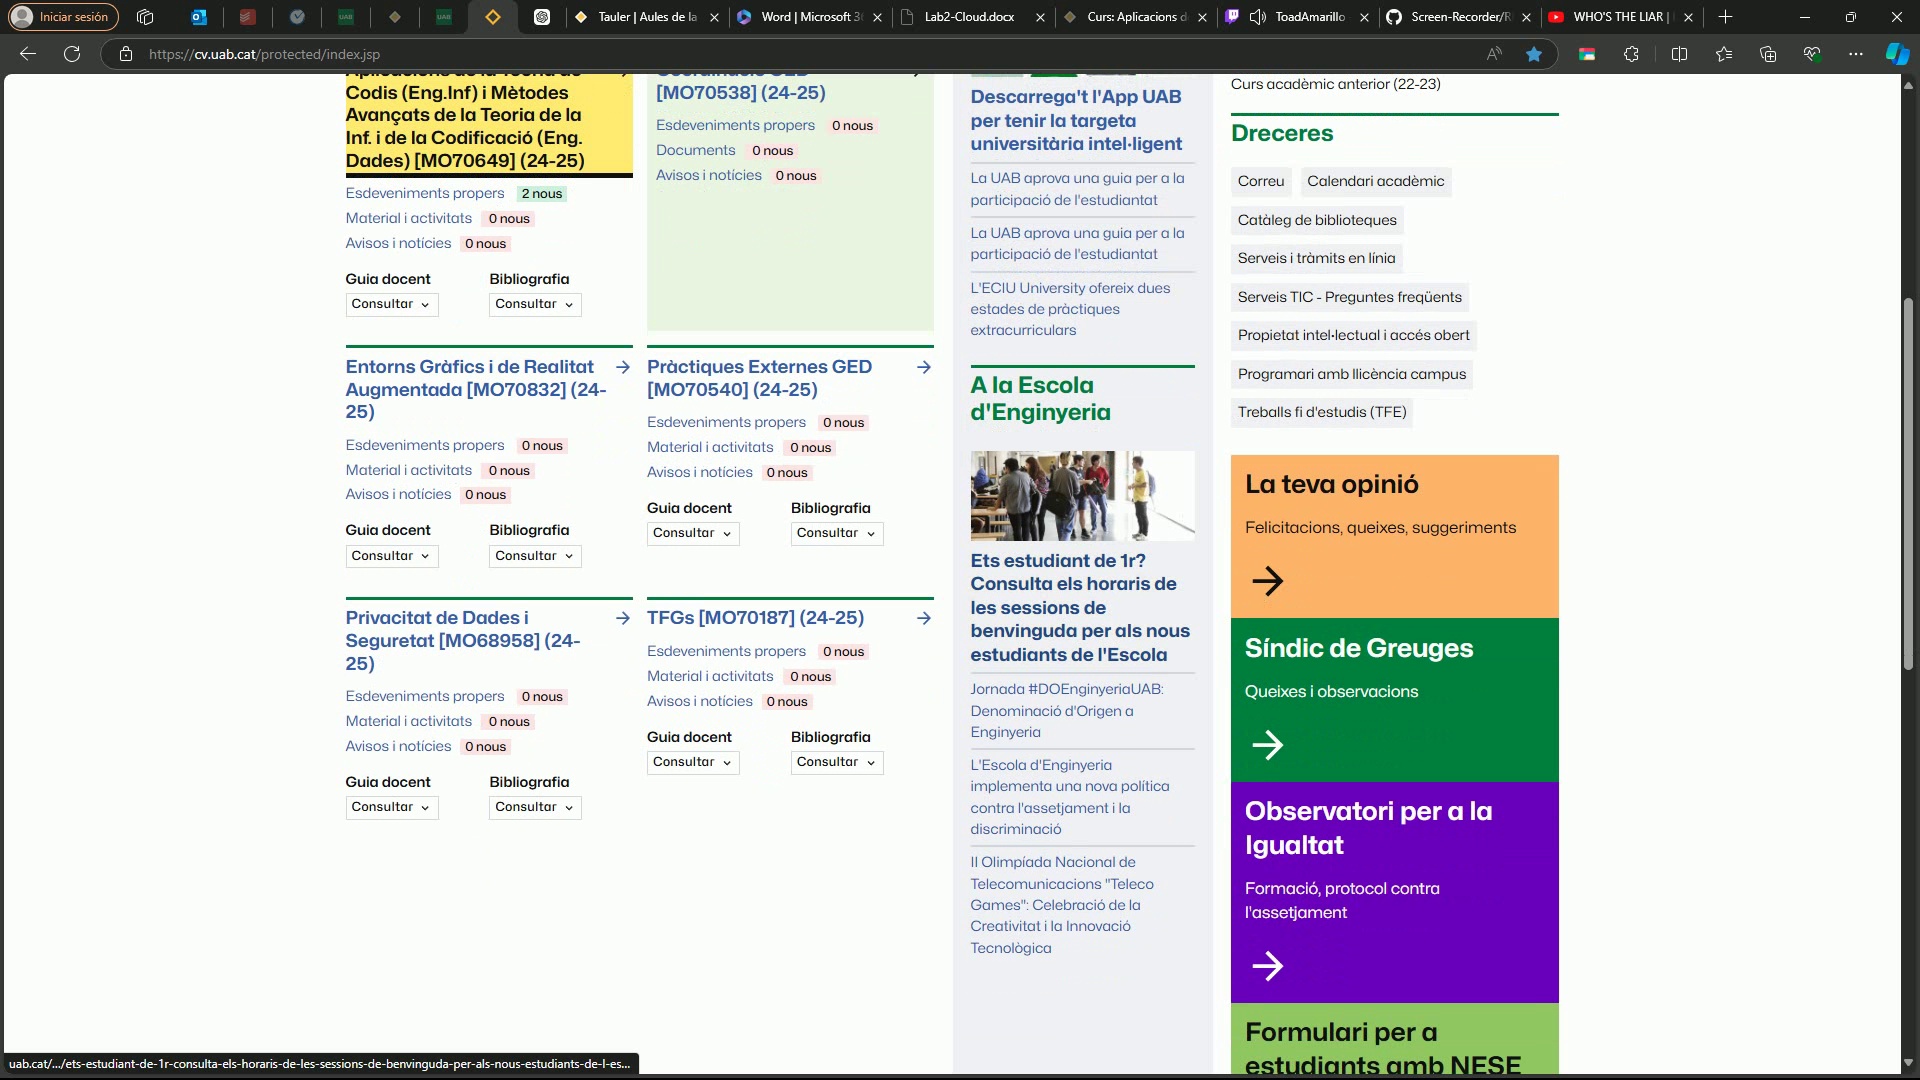 Iniciar sesión
Tauler | Aules de la
Word | Microsoft 3
Lab2-Cloud.docx
Curs: Aplicacions d
ToadAmarillo
Screen-Recorder/R
WHO'S THE LIAR |
https://cv.uab.cat/protected/index.jsp
Codis (Eng.Inf) i Mètodes
Avançats de la Teoria de la
Inf. i de la Codificació (Eng.
Dades) [MO70649] (24-25)
Esdeveniments propers 2 nous
Material i activitats 0 nous
Avisos i notícies 0 nous
Guia docent Bibliografia
Consultar Consultar
[MO70538] (24-25)
Esdeveniments propers 0 nous
Documents 0 nous
Avisos i notícies 0 nous
Entorns Gràfics i de Realitat
Augmentada [MO70832] (24-
25)
Esdeveniments propers 0 nous
Material i activitats 0 nous
Avisos i notícies 0 nous
Guia docent Bibliografia
Consultar Consultar
Pràctiques Externes GED
[MO70540] (24-25)
Esdeveniments propers 0 nous
Material i activitats 0 nous
Avisos i notícies 0 nous
Guia docent Bibliografia
Consultar Consultar
Privacitat de Dades i
Seguretat [MO68958] (24-
25)
Esdeveniments propers 0 nous
Material i activitats 0 nous
Avisos i notícies 0 nous
Guia docent Bibliografia
Consultar Consultar
TFGs [MO70187] (24-25)
Esdeveniments propers 0 nous
Material i activitats 0 nous
Avisos i notícies 0 nous
Guia docent Bibliografia
Consultar Consultar
Descarrega't l'App UAB
per tenir la targeta
universitària intel·ligent
La UAB aprova una guia per a la
participació de l'estudiantat
La UAB aprova una guia per a la
participació de l'estudiantat
L'ECIU University ofereix dues
estades de pràctiques
extracurriculars
A la Escola
d'Enginyeria
Ets estudiant de 1r?
Consulta els horaris de
les sessions de
benvinguda per als nous
estudiants de l'Escola
Jornada #DOEnginyeriaUAB:
Denominació d'Origen a
Enginyeria
L'Escola d'Enginyeria
implementa una nova política
contra l'assetjament i la
discriminació
II Olimpíada Nacional de
Telecomunicacions "Teleco
Games": Celebració de la
Creativitat i la Innovació
Tecnològica
Curs acadèmic anterior (22-23)
Dreceres
Correu Calendari acadèmic
Catàleg de biblioteques
Serveis i tràmits en línia
Serveis TIC - Preguntes freqüents
Propietat intel·lectual i accés obert
Programari amb llicència campus
Treballs fi d'estudis (TFE)
La teva opinió
Felicitacions, queixes, suggeriments
Síndic de Greuges
Queixes i observacions
Observatori per a la
Igualtat
Formació, protocol contra
l'assetjament
Formulari per a
estudiants amb NESE
uab.cat/.../ets-estudiant-de-1r-consulta-els-horaris-de-les-sessions-de-benvinguda-per-als-nous-estudiants-de-l-es...